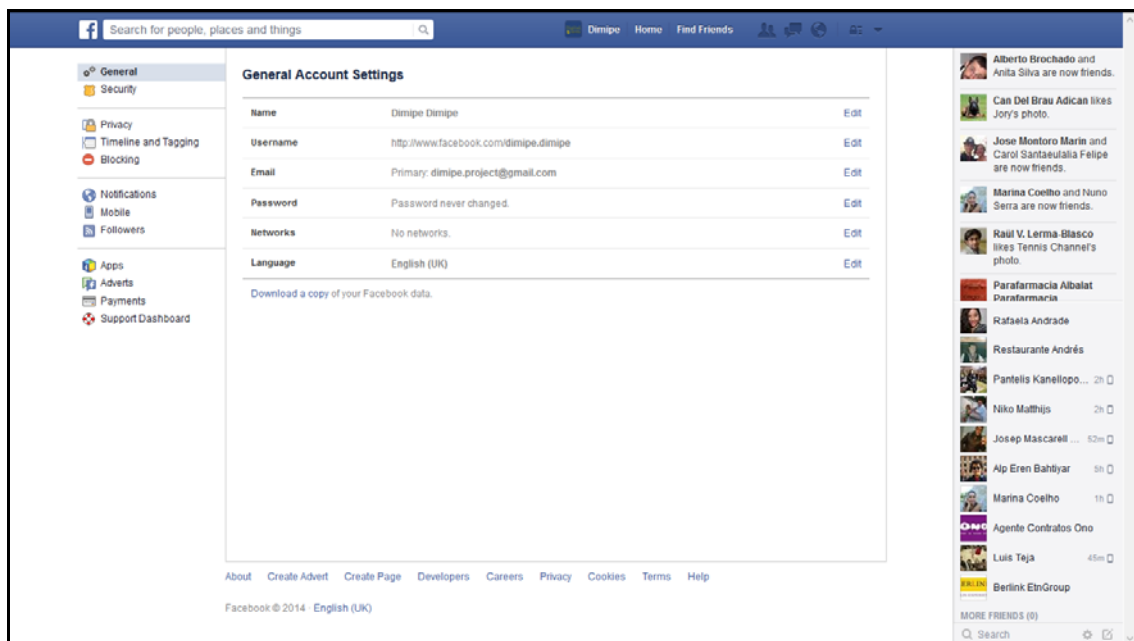 f
Search for people, places and things
Dimipe Home Find Friends
General
Security
Privacy
Timeline and Tagging
Blocking
Notifications
Mobile
Followers
Apps
Adverts
Payments
Support Dashboard
General Account Settings
Name Dimipe Dimipe Edit
Username http://www.facebook.com/dimipe.dimipe Edit
Email Primary: dimipe.project@gmail.com Edit
Password Password never changed. Edit
Networks No networks. Edit
Language English (UK) Edit
Download a copy of your Facebook data.
About Create Advert Create Page Developers Careers Privacy Cookies Terms Help
Facebook © 2014 · English (UK)
Alberto Brochado and
Anita Silva are now friends.
Can Del Brau Adican likes
Jory's photo.
Jose Montoro Marin and
Carol Santaeulalia Felipe
are now friends.
Marina Coelho and Nuno
Serra are now friends.
Raül V. Lerma-Blasco
likes Tennis Channel's
photo.
Parafarmacia Albalat
Parafarmacia
Rafaela Andrade
Restaurante Andrés
Pantelis Kanellopo... 2h
Niko Matthijs 2h
Josep Mascarell ... 52m
Alp Eren Bahtiyar 5h
Marina Coelho 1h
Agente Contratos Ono
Luis Teja 45m
Berlink EtnGroup
MORE FRIENDS (0)
Search